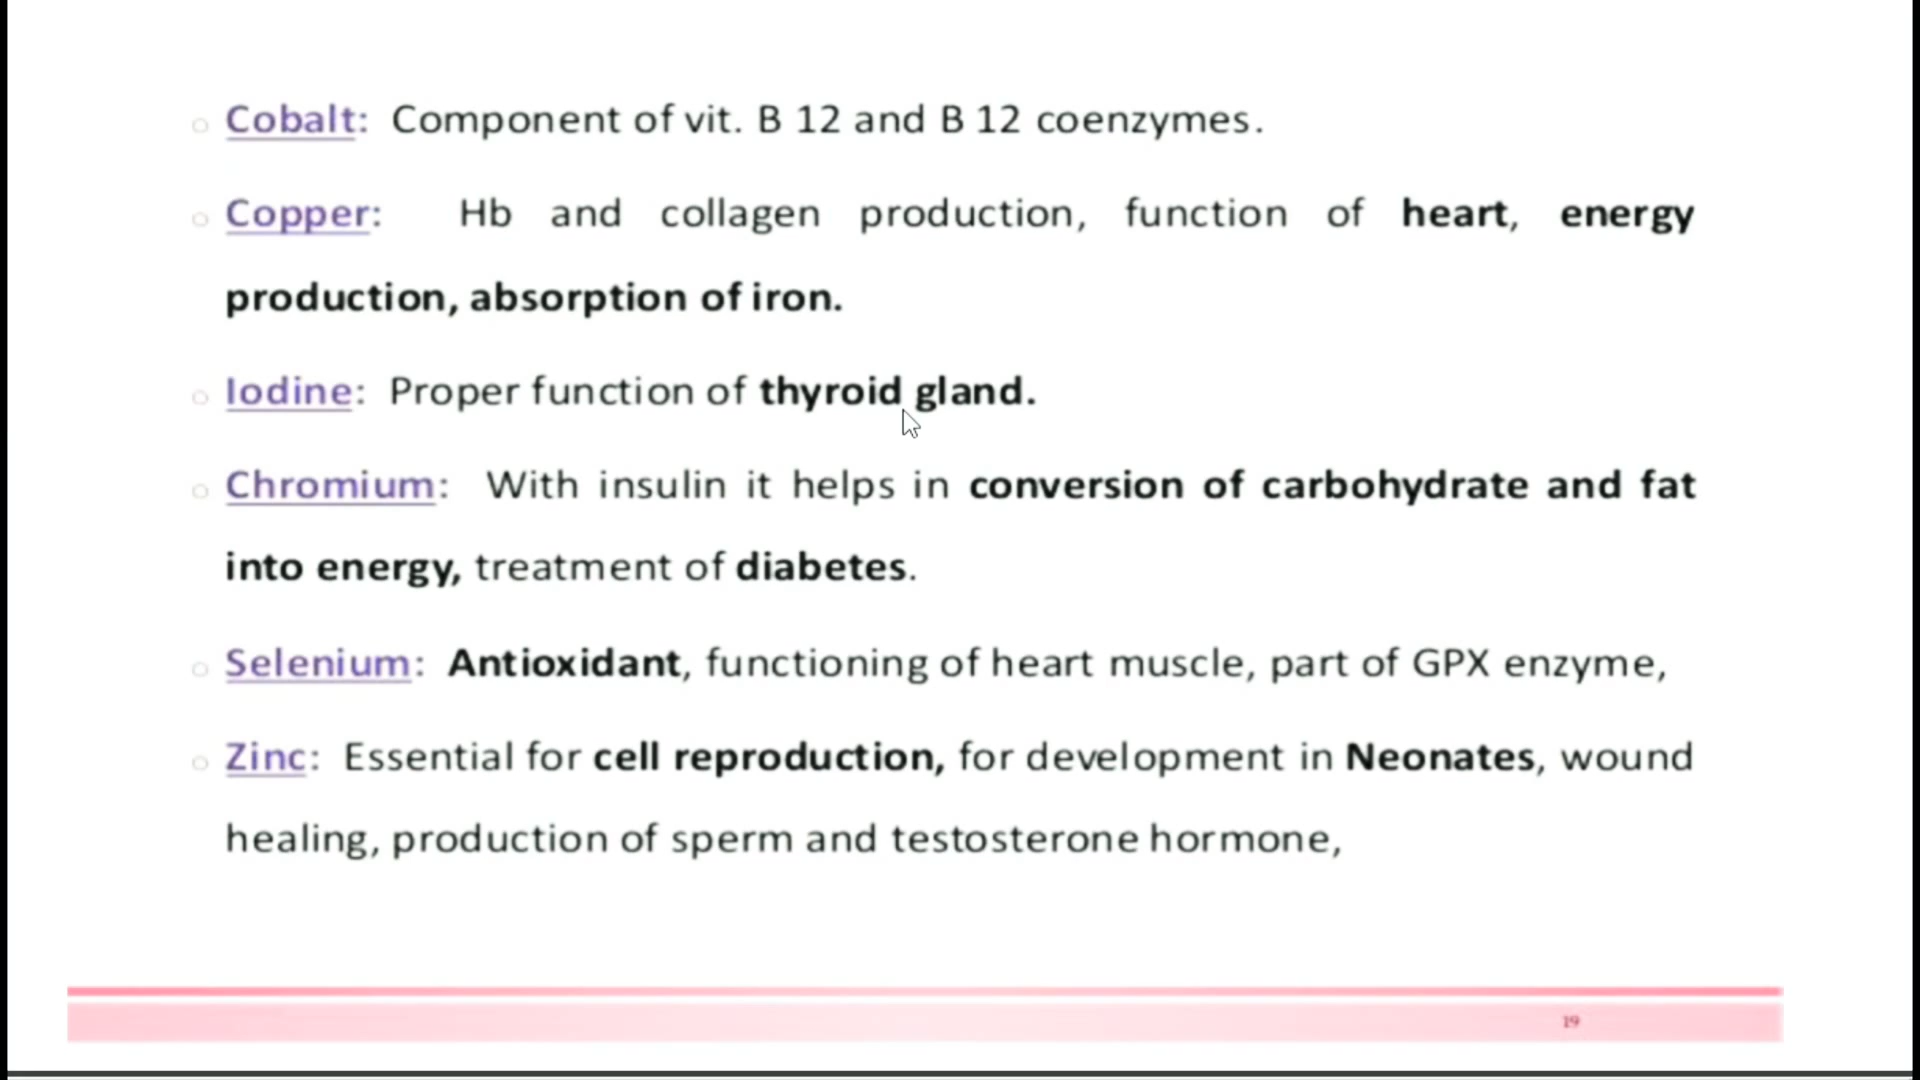 Cobalt: Component of vit. B 12 and B 12 coenzymes.
Copper: Hb and collagen production, function of heart, energy
production, absorption of iron.
Iodine: Proper function of thyroid gland.
Chromium: With insulin it helps in conversion of carbohydrate and fat
into energy, treatment of diabetes.
Selenium: Antioxidant, functioning of heart muscle, part of GPX enzyme,
Zinc: Essential for cell reproduction, for development in Neonates, wound
healing, production of sperm and testosterone hormone,
19